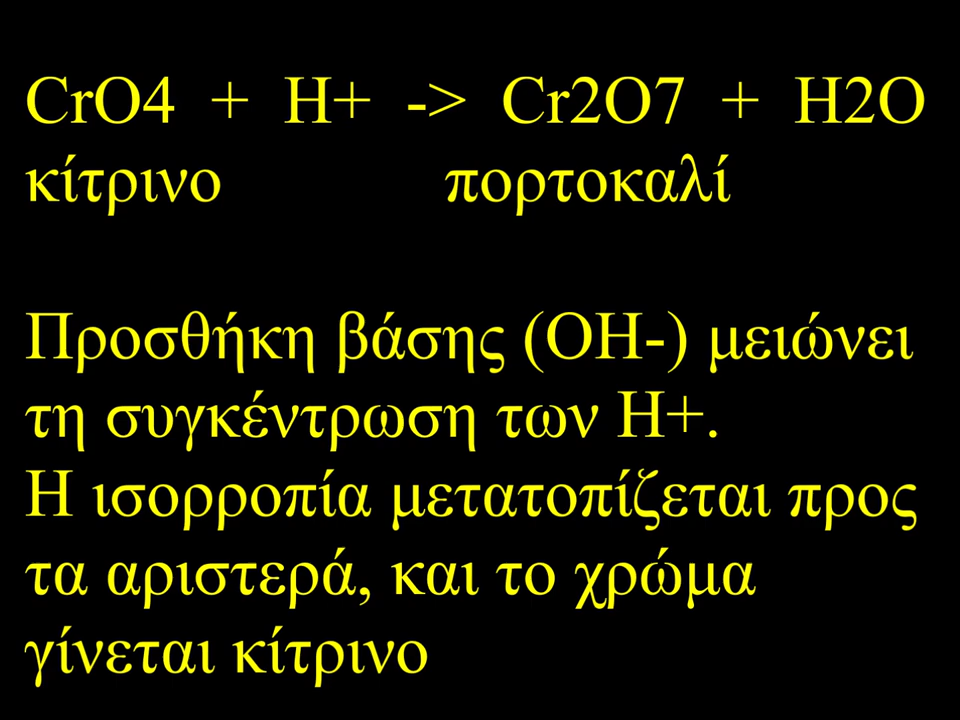 CrO4 + H+ -> Cr2O7 + H2O
κίτρινο πορτοκαλί
Προσθήκη βάσης (OH-) μειώνει
τη συγκέντρωση των H+.
Η ισορροπία μετατοπίζεται προς
τα αριστερά, και το χρώμα
γίνεται κίτρινο